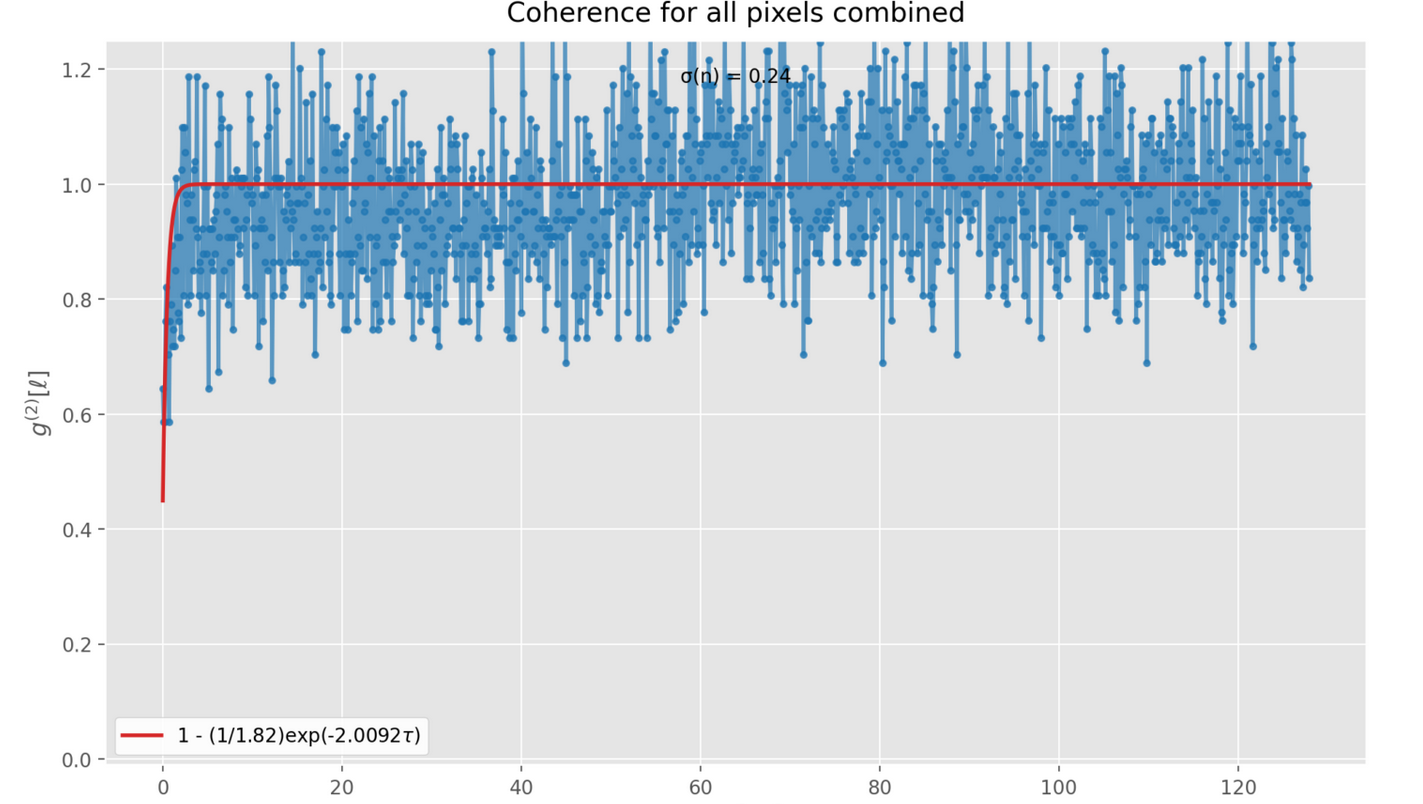 Coherence for all pixels combined
σ(n) = 0.24
g⁽²⁾[ℓ]
1.2
1.0
0.8
0.6
0.4
0.2
0.0
1 - (1/1.82)exp(-2.0092τ)
0 20 40 60 80 100 120